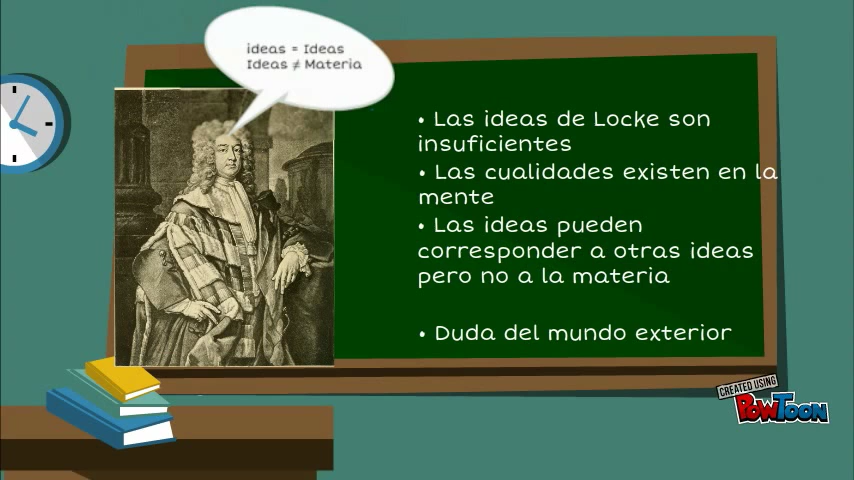 ideas = Ideas
Ideas ≠ Materia
• Las ideas de Locke son
insuficientes
• Las cualidades existen en la
mente
• Las ideas pueden
corresponder a otras ideas
pero no a la materia
• Duda del mundo exterior
CREATED USING
POWTOON